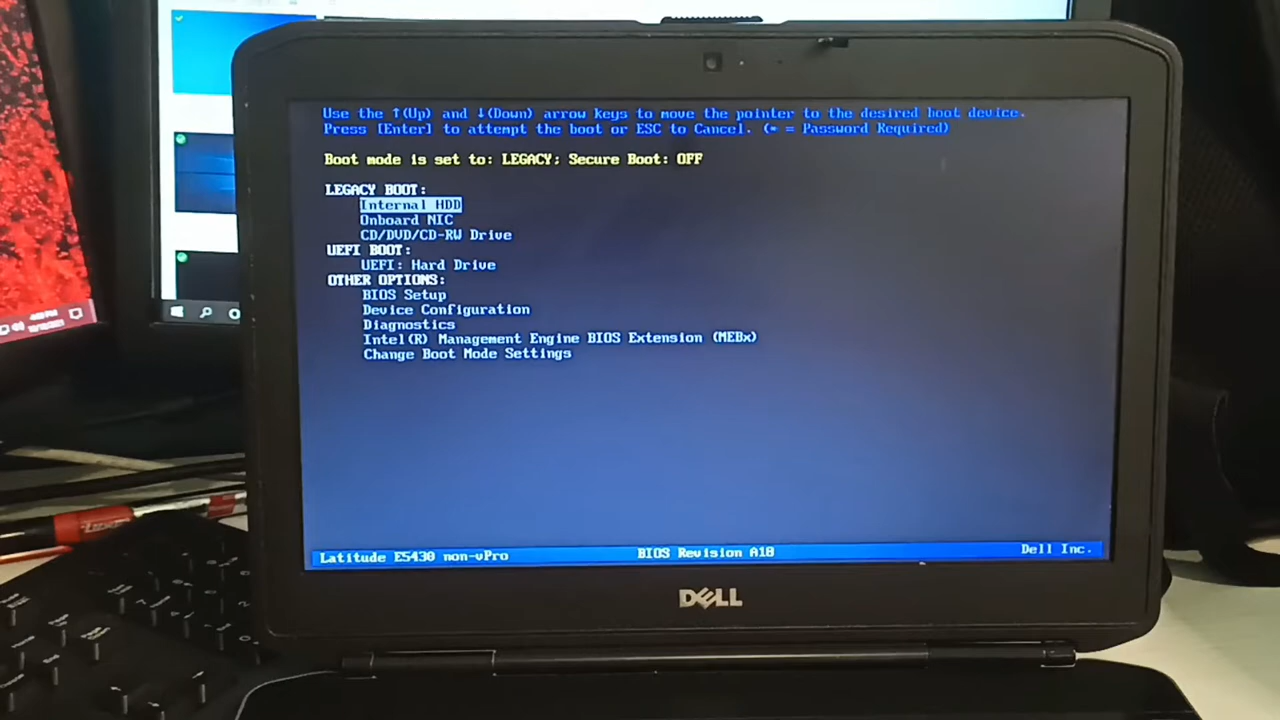 Use the ↑(Up) and ↓(Down) arrow keys to move the pointer to the desired boot device.
Press [Enter] to attempt the boot or ESC to Cancel. (* = Password Required)
Boot mode is set to: LEGACY; Secure Boot: OFF
LEGACY BOOT:
Internal HDD
Onboard NIC
CD/DVD/CD-RW Drive
UEFI BOOT:
UEFI: Hard Drive
OTHER OPTIONS:
BIOS Setup
Device Configuration
Diagnostics
Intel(R) Management Engine BIOS Extension (MEBx)
Change Boot Mode Settings
Latitude E5430 non-vPro BIOS Revision A18 Dell Inc.
DELL